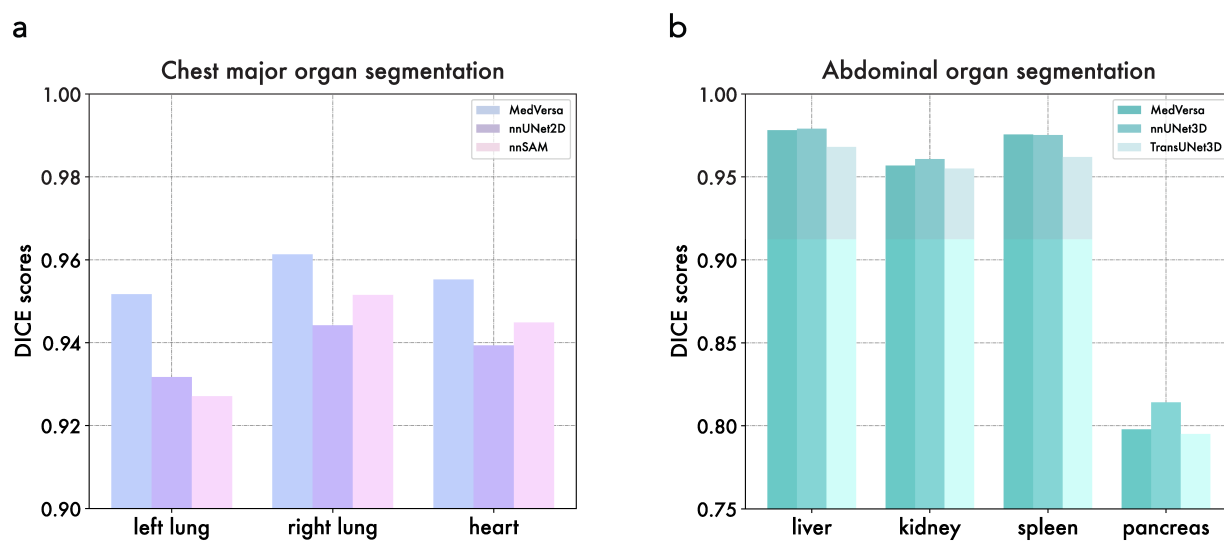 a
Chest major organ segmentation
DICE scores
1.00
0.98
0.96
0.94
0.92
0.90
MedVersa
nnUNet2D
nnSAM
left lung
right lung
heart
b
Abdominal organ segmentation
DICE scores
1.00
0.95
0.90
0.85
0.80
0.75
MedVersa
nnUNet3D
TransUNet3D
liver
kidney
spleen
pancreas